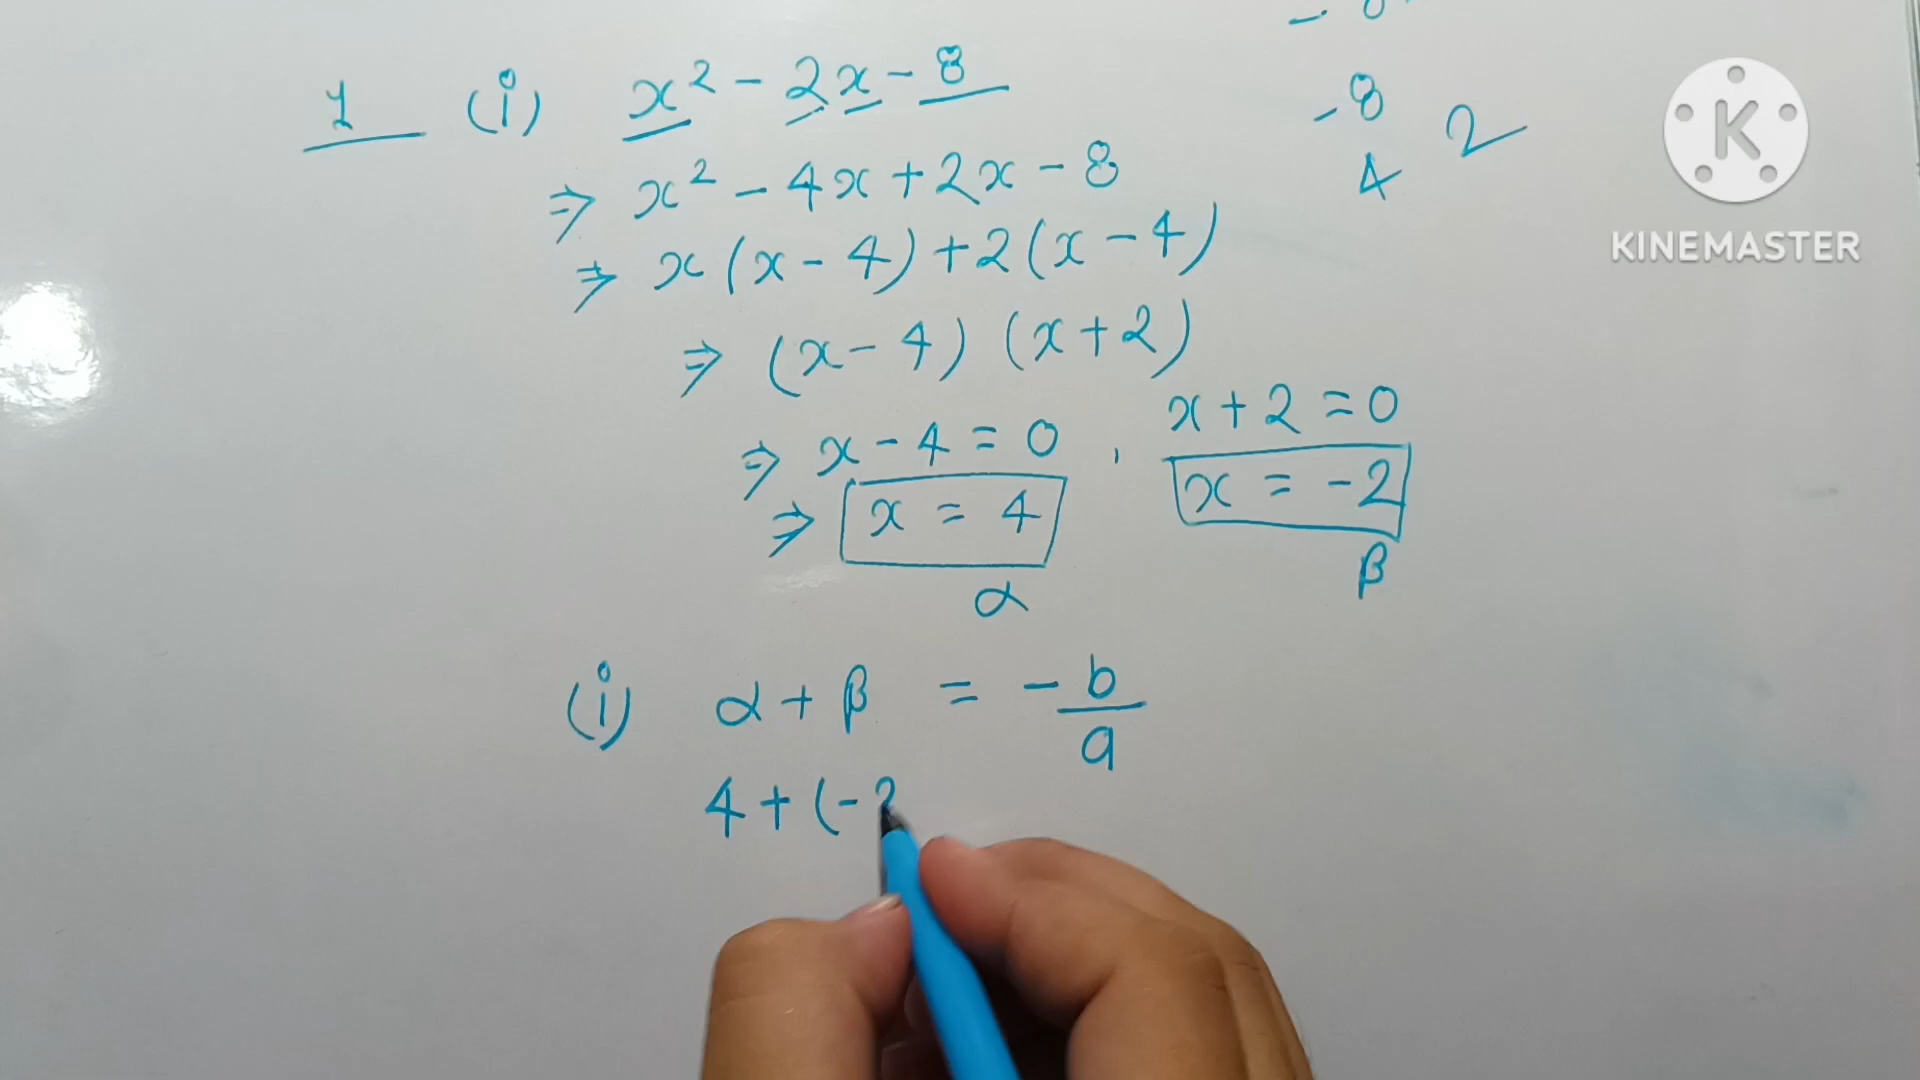 1 (i) x² - 2x - 8
⇒ x² - 4x + 2x - 8
⇒ x(x - 4) + 2(x - 4)
⇒ (x - 4) (x + 2)
⇒ x - 4 = 0 , x + 2 = 0
⇒ x = 4 x = -2
α β
(i) α + β = - b/a
4 + (-2
-8
4 2
K
KINEMASTER